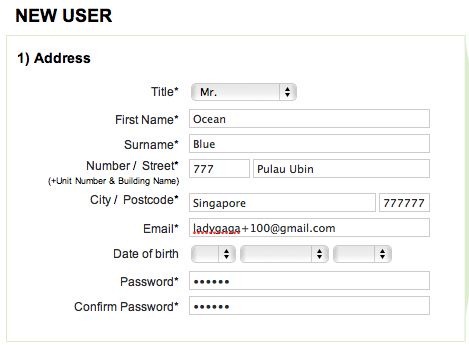 NEW USER
1) Address
Title* Mr.
First Name* Ocean
Surname* Blue
Number / Street* 777 Pulau Ubin
(+Unit Number & Building Name)
City / Postcode* Singapore 777777
Email* ladygaga+100@gmail.com
Date of birth
Password* ••••••
Confirm Password* ••••••